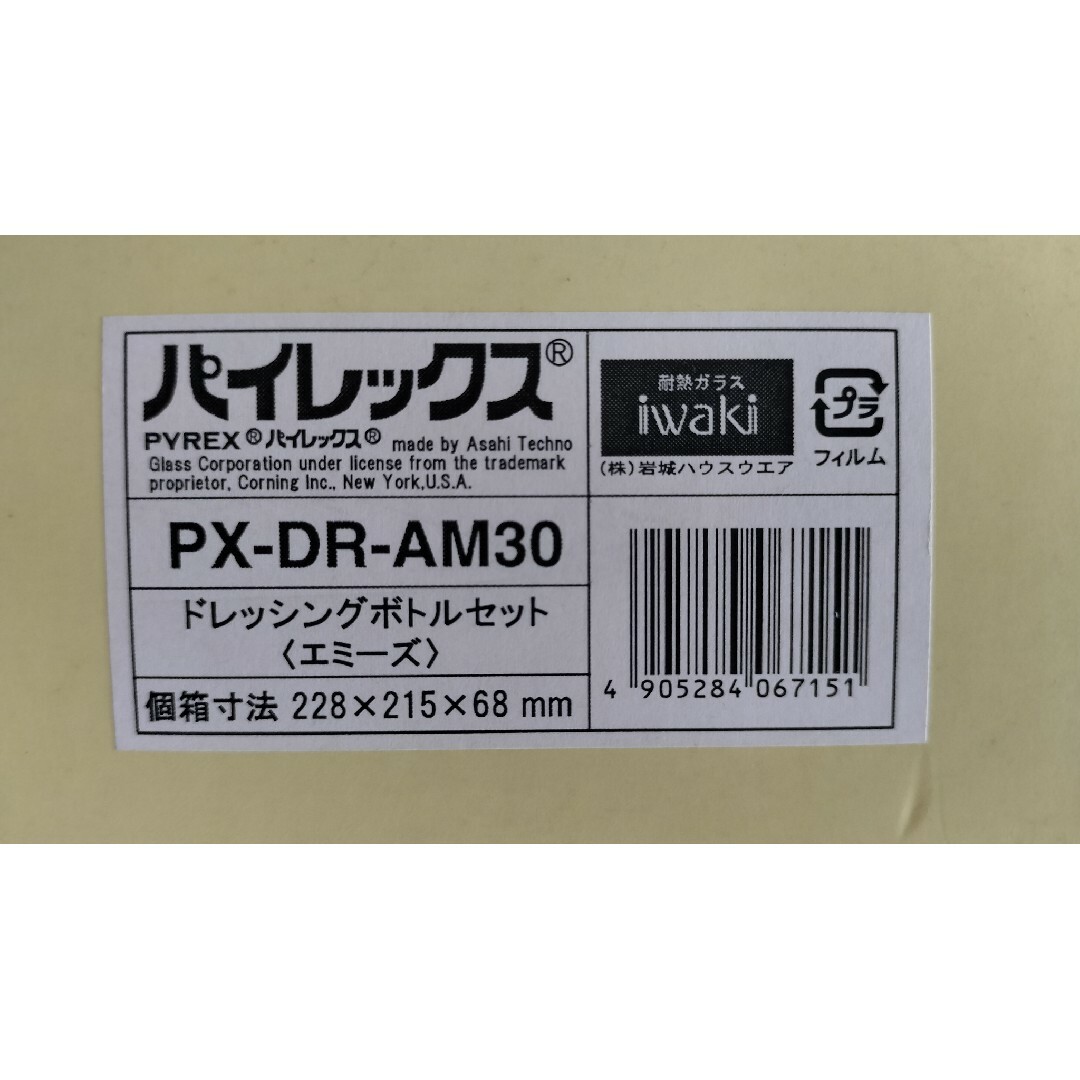 パイレックス®
PYREX® パイレックス® made by Asahi Techno
Glass Corporation under license from the trademark
proprietor, Corning Inc., New York,U.S.A.
耐熱ガラス
iwaki
(株)岩城ハウスウエア
プラ
フィルム
PX-DR-AM30
ドレッシングボトルセット
〈エミーズ〉
個箱寸法 228×215×68 mm
4 905284 067151